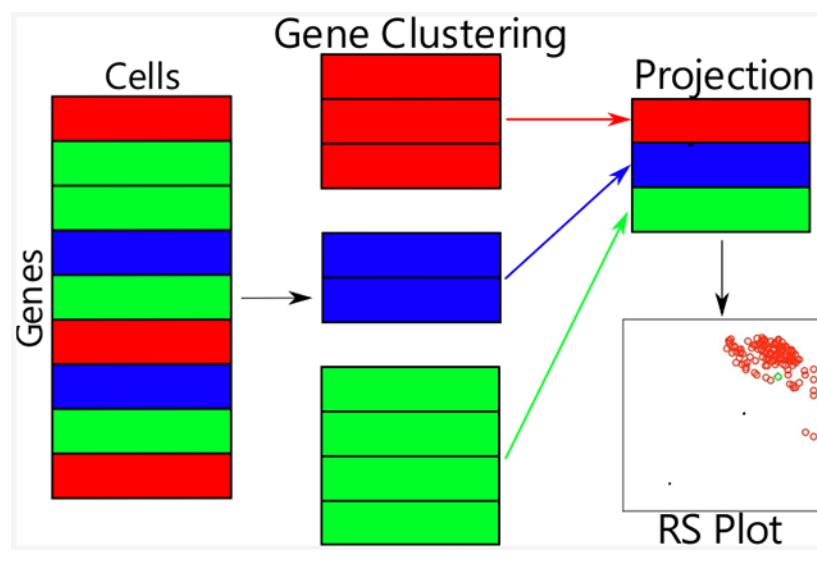 Gene Clustering
Cells
Projection
Genes
RS Plot